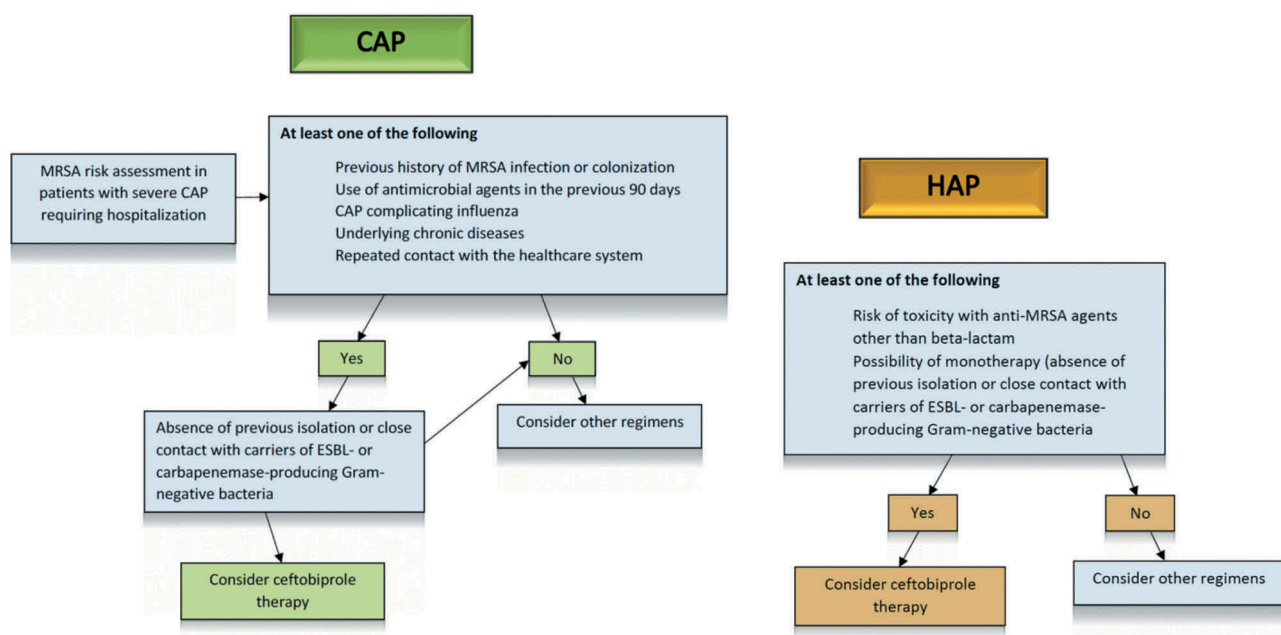 CAP
MRSA risk assessment in
patients with severe CAP
requiring hospitalization
At least one of the following
Previous history of MRSA infection or colonization
Use of antimicrobial agents in the previous 90 days
CAP complicating influenza
Underlying chronic diseases
Repeated contact with the healthcare system
Yes
No
Absence of previous isolation or close
contact with carriers of ESBL- or
carbapenemase-producing Gram-
negative bacteria
Consider other regimens
Consider ceftobiprole
therapy
HAP
At least one of the following
Risk of toxicity with anti-MRSA agents
other than beta-lactam
Possibility of monotherapy (absence of
previous isolation or close contact with
carriers of ESBL- or carbapenemase-
producing Gram-negative bacteria
Yes
No
Consider ceftobiprole
therapy
Consider other regimens